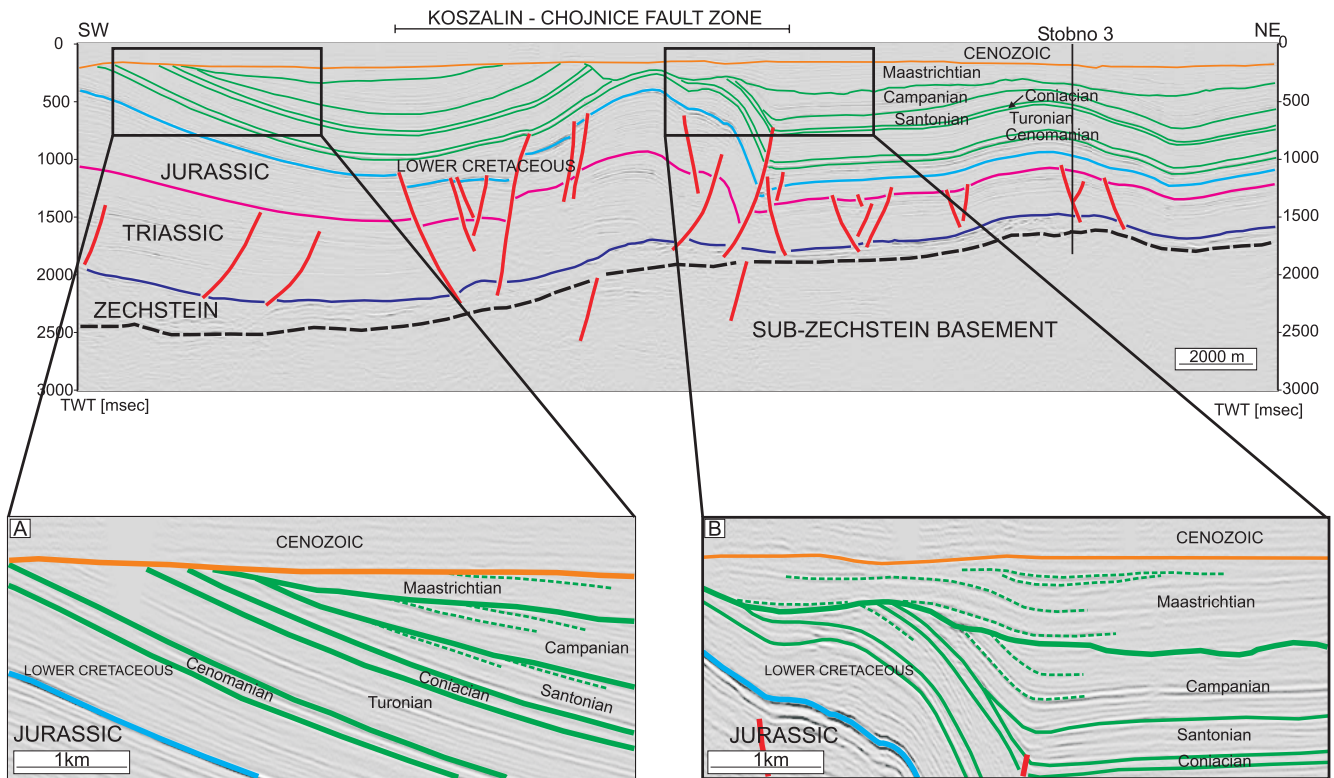 KOSZALIN - CHOJNICE FAULT ZONE
SW
Stobno 3
NE
0
0
CENOZOIC
Maastrichtian
500
Campanian
Coniacian
500
Santonian
Turonian
Cenomanian
1000
LOWER CRETACEOUS
1000
JURASSIC
1500
1500
TRIASSIC
2000
2000
ZECHSTEIN
2500
SUB-ZECHSTEIN BASEMENT
2500
2000 m
3000
3000
TWT [msec]
TWT [msec]
A
CENOZOIC
Maastrichtian
Campanian
LOWER CRETACEOUS
Cenomanian
Coniacian
Santonian
Turonian
JURASSIC
1km
B
CENOZOIC
Maastrichtian
LOWER CRETACEOUS
Campanian
JURASSIC
Santonian
Coniacian
1km